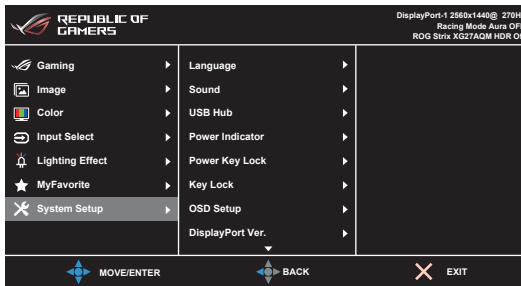 REPUBLIC OF
GAMERS
DisplayPort-1 2560x1440@ 270H
Racing Mode Aura OF
ROG Strix XG27AQM HDR O
Gaming
Image
Color
Input Select
Lighting Effect
MyFavorite
System Setup
Language
Sound
USB Hub
Power Indicator
Power Key Lock
Key Lock
OSD Setup
DisplayPort Ver.
MOVE/ENTER
BACK
EXIT